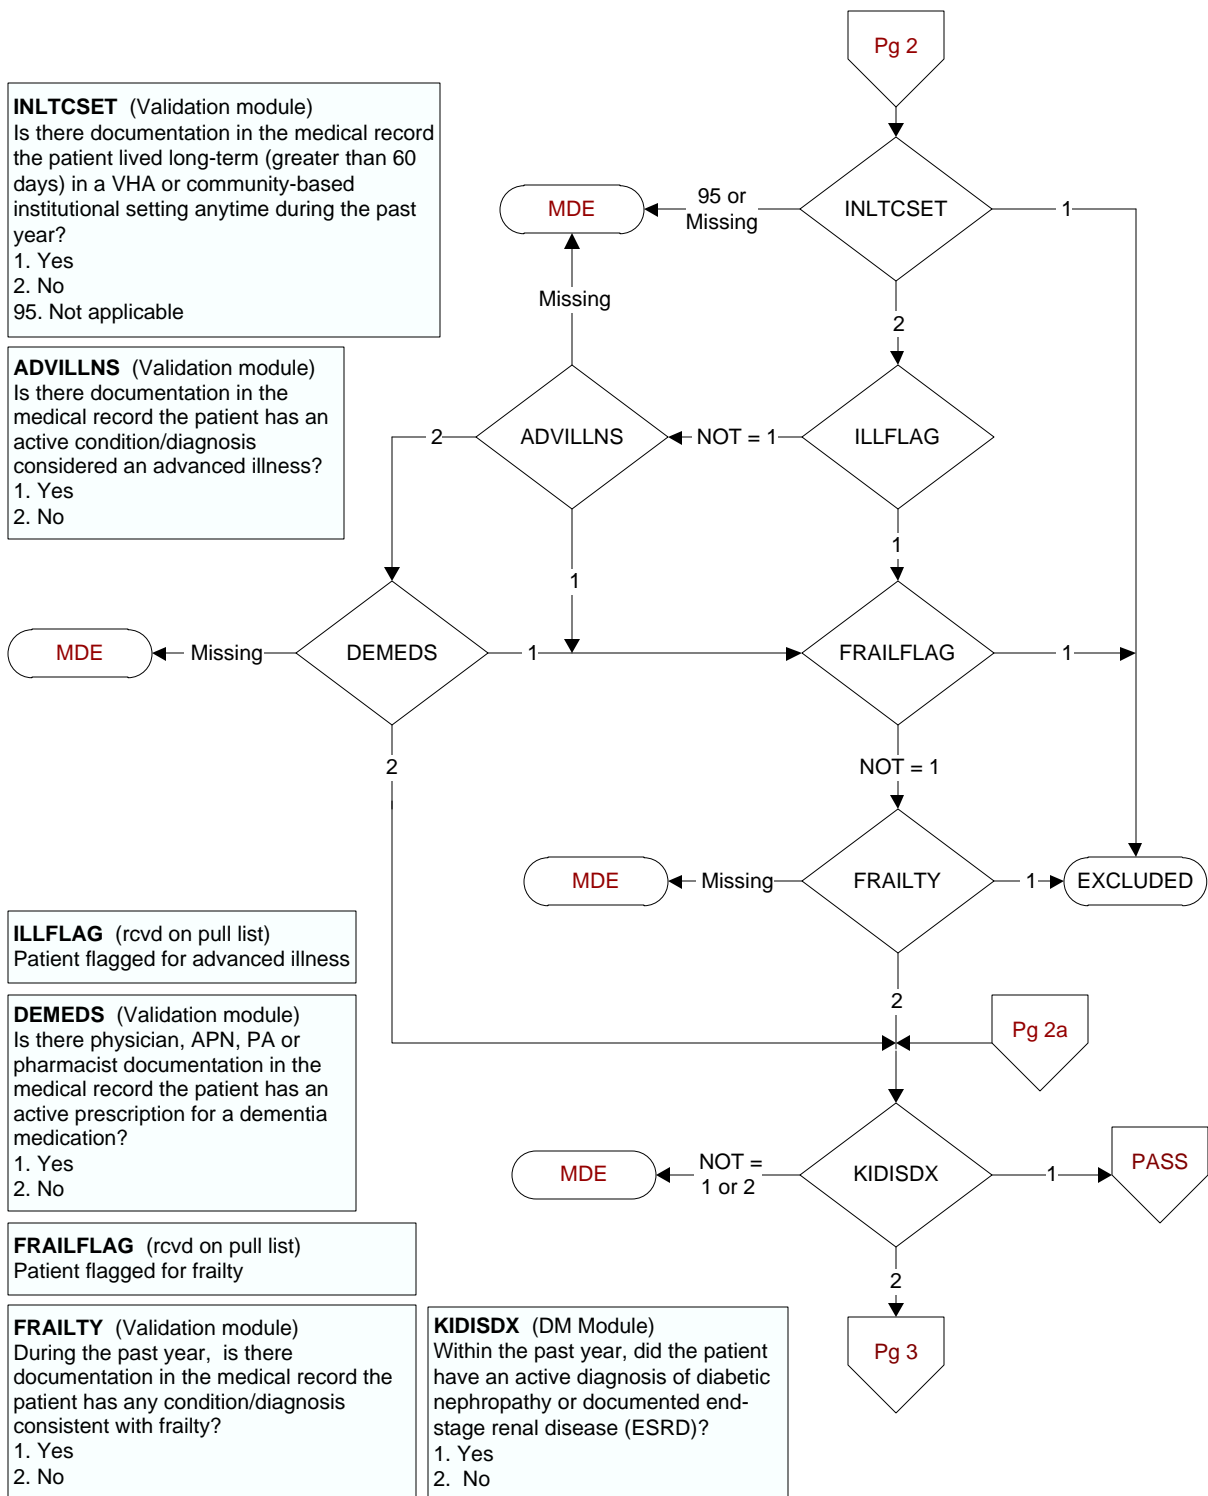 Pg 2
INLTCSET (Validation module)
Is there documentation in the medical record
the patient lived long-term (greater than 60
days) in a VHA or community-based
institutional setting anytime during the past
year?
1. Yes
2. No
95. Not applicable
MDE
95 or
Missing
INLTCSET
1
Missing
2
ADVILLNS (Validation module)
Is there documentation in the
medical record the patient has an
active condition/diagnosis
considered an advanced illness?
1. Yes
2. No
2
ADVILLNS
NOT = 1
ILLFLAG
1
1
MDE
Missing
DEMEDS
1
FRAILFLAG
1
2
NOT = 1
MDE
Missing
FRAILTY
1
EXCLUDED
ILLFLAG (rcvd on pull list)
Patient flagged for advanced illness
2
DEMEDS (Validation module)
Is there physician, APN, PA or
pharmacist documentation in the
medical record the patient has an
active prescription for a dementia
medication?
1. Yes
2. No
Pg 2a
MDE
NOT =
1 or 2
KIDISDX
1
PASS
FRAILFLAG (rcvd on pull list)
Patient flagged for frailty
2
FRAILTY (Validation module)
During the past year, is there
documentation in the medical record the
patient has any condition/diagnosis
consistent with frailty?
1. Yes
2. No
KIDISDX (DM Module)
Within the past year, did the patient
have an active diagnosis of diabetic
nephropathy or documented end-
stage renal disease (ESRD)?
1. Yes
2. No
Pg 3